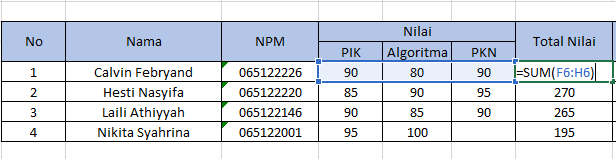 No Nama NPM Nilai Total Nilai
PIK Algoritma PKN
1 Calvin Febryand 065122226 90 80 90 =SUM(F6:H6)
2 Hesti Nasyifa 065122220 85 90 95 270
3 Laili Athiyyah 065122146 90 85 90 265
4 Nikita Syahrina 065122001 95 100 195